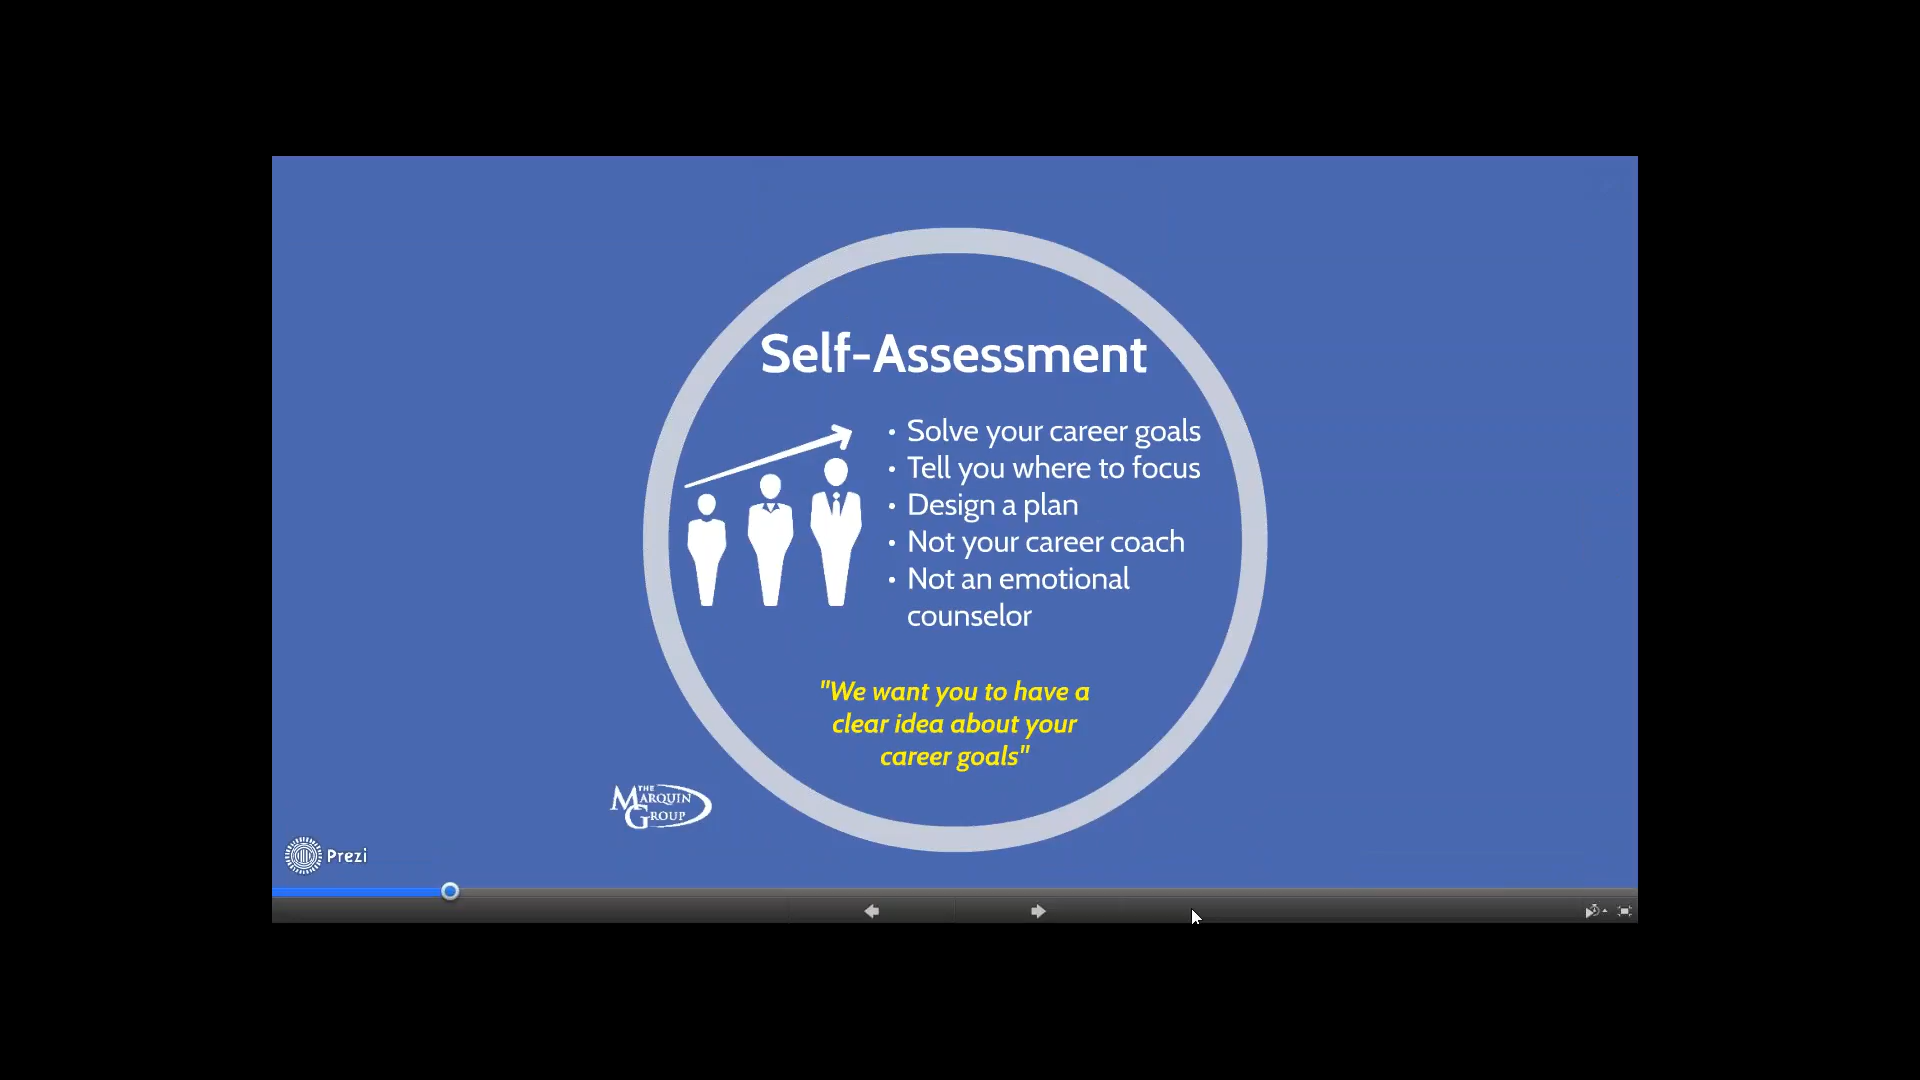 Self-Assessment
• Solve your career goals
• Tell you where to focus
• Design a plan
• Not your career coach
• Not an emotional
counselor
"We want you to have a
clear idea about your
career goals"
THE
MARQUIN
GROUP
Prezi